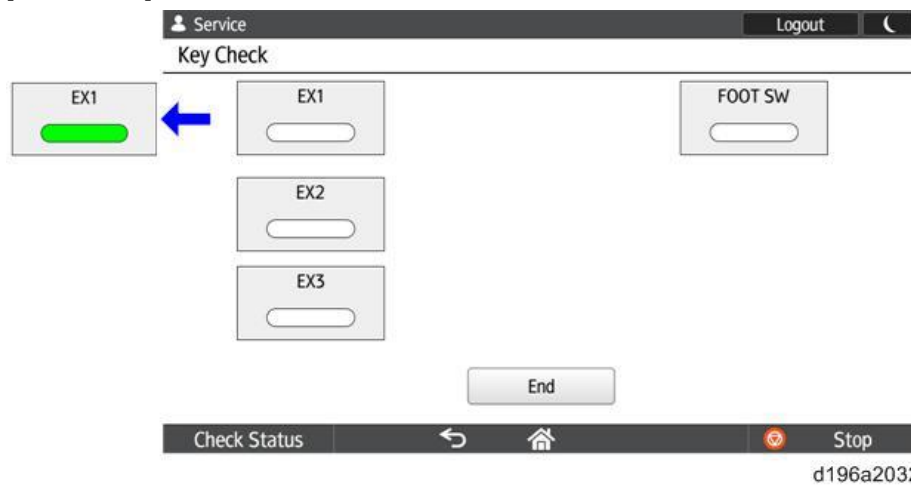 Service
Logout
Key Check
EX1
EX1
FOOT SW
EX2
EX3
End
Check Status
Stop
d196a2032